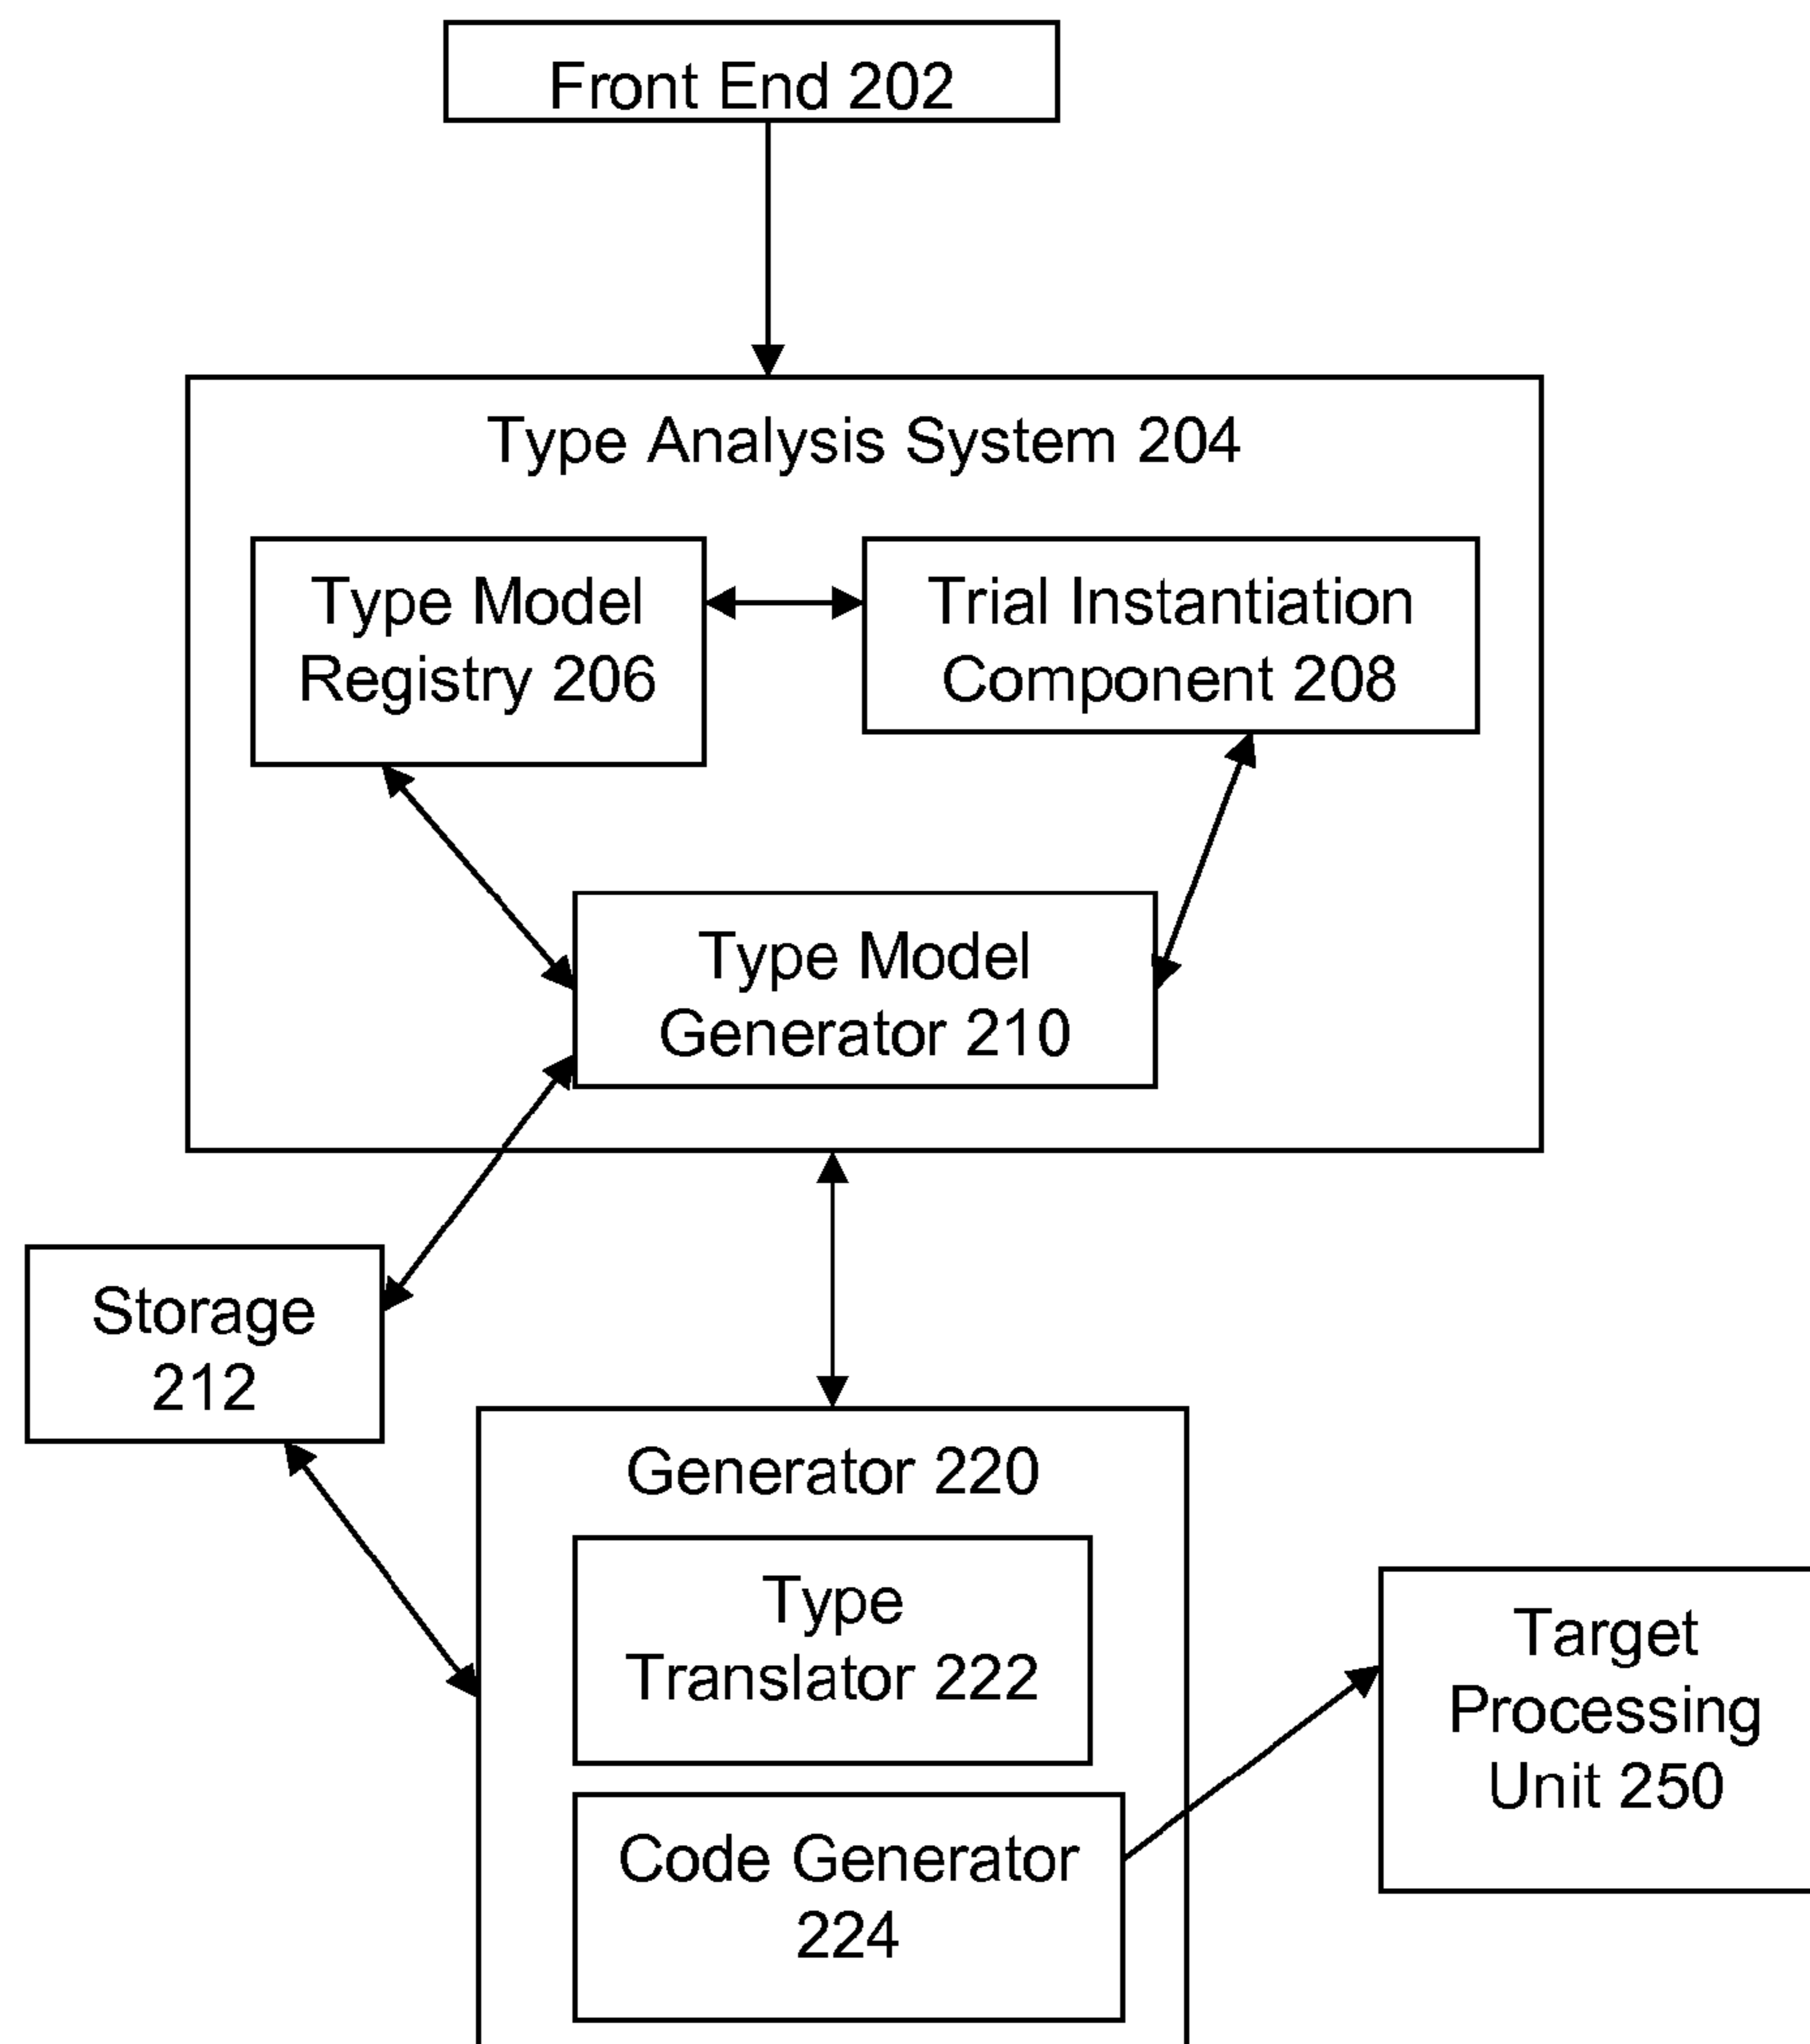 Front End 202
Type Analysis System 204
Type Model
Registry 206
Trial Instantiation
Component 208
Type Model
Generator 210
Storage
212
Generator 220
Type
Translator 222
Code Generator
224
Target
Processing
Unit 250